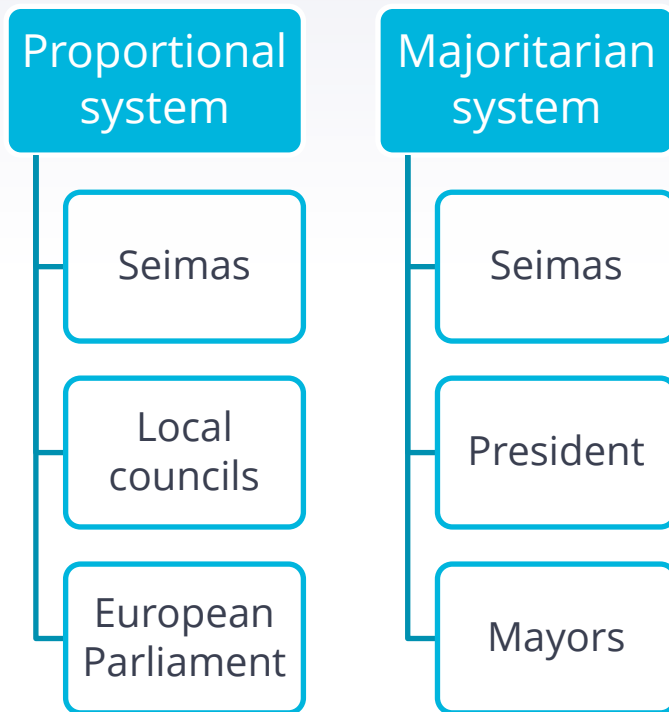 Proportional
system
Seimas
Local
councils
European
Parliament
Majoritarian
system
Seimas
President
Mayors